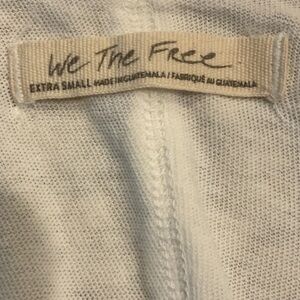 We The Free
EXTRA SMALL MADE IN GUATEMALA / FABRIQUÉ AU GUATEMALA